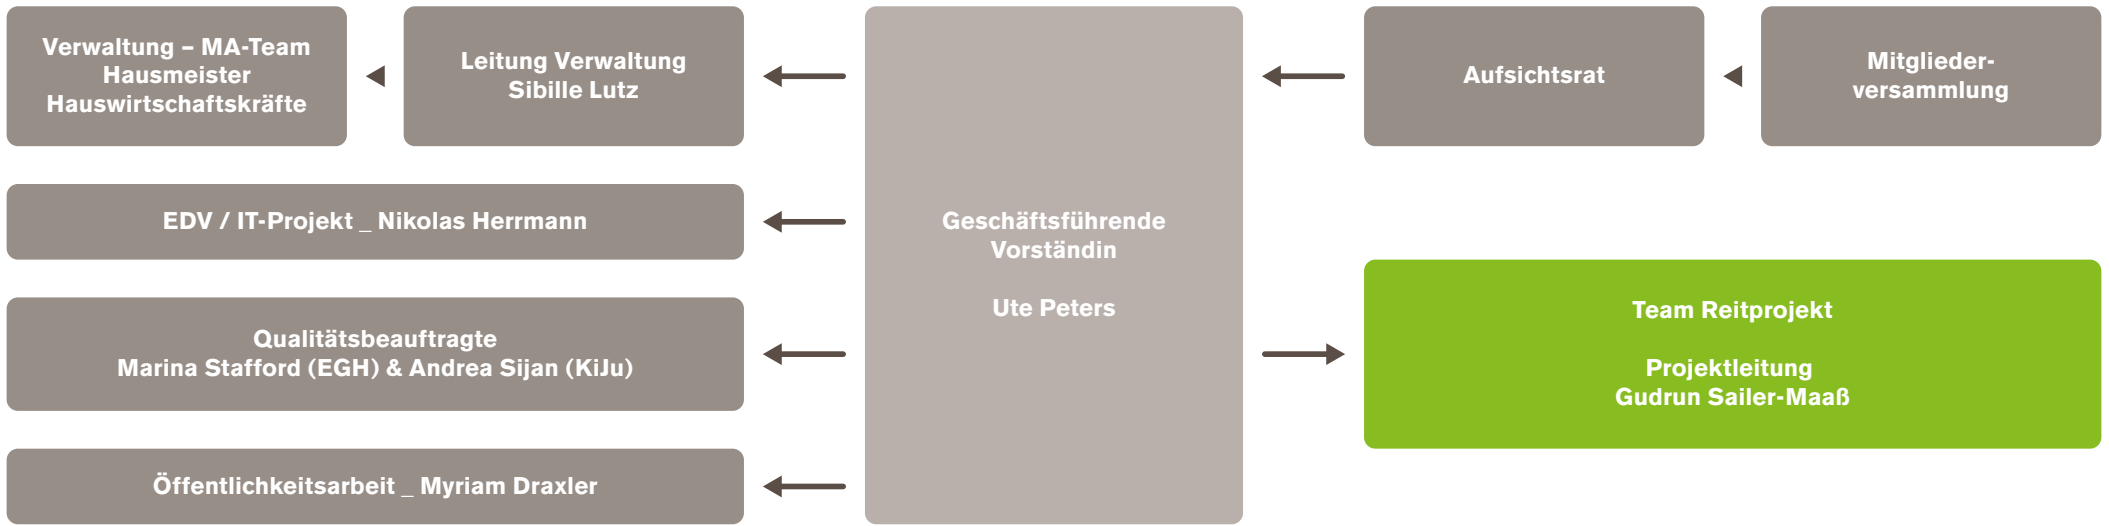 Verwaltung – MA-Team
Hausmeister
Hauswirtschaftskräfte
Leitung Verwaltung
Sibille Lutz
Aufsichtsrat
Mitglieder-
versammlung
EDV / IT-Projekt _ Nikolas Herrmann
Geschäftsführende
Vorständin
Ute Peters
Qualitätsbeauftragte
Marina Stafford (EGH) & Andrea Sijan (KiJu)
Team Reitprojekt
Projektleitung
Gudrun Sailer-Maaß
Öffentlichkeitsarbeit _ Myriam Draxler